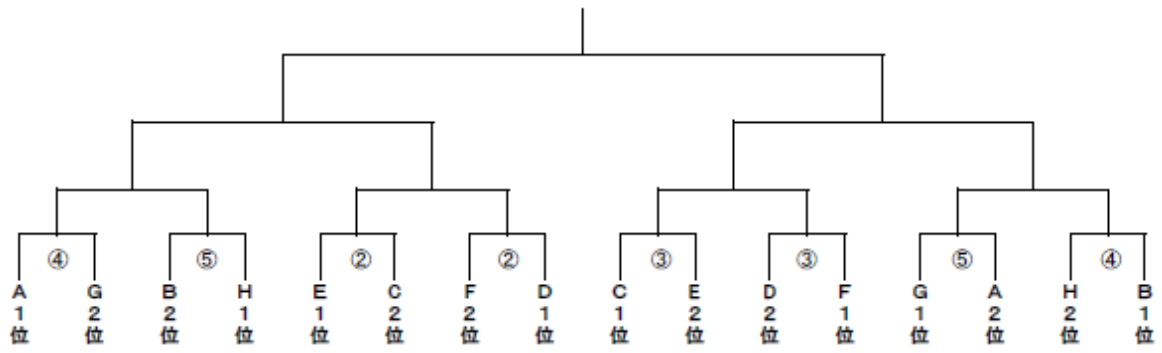 ④ ⑤ ② ② ③ ③ ⑤ ④
A1位
G2位
B2位
H1位
E1位
C2位
F2位
D1位
C1位
E2位
D2位
F1位
G1位
A2位
H2位
B1位